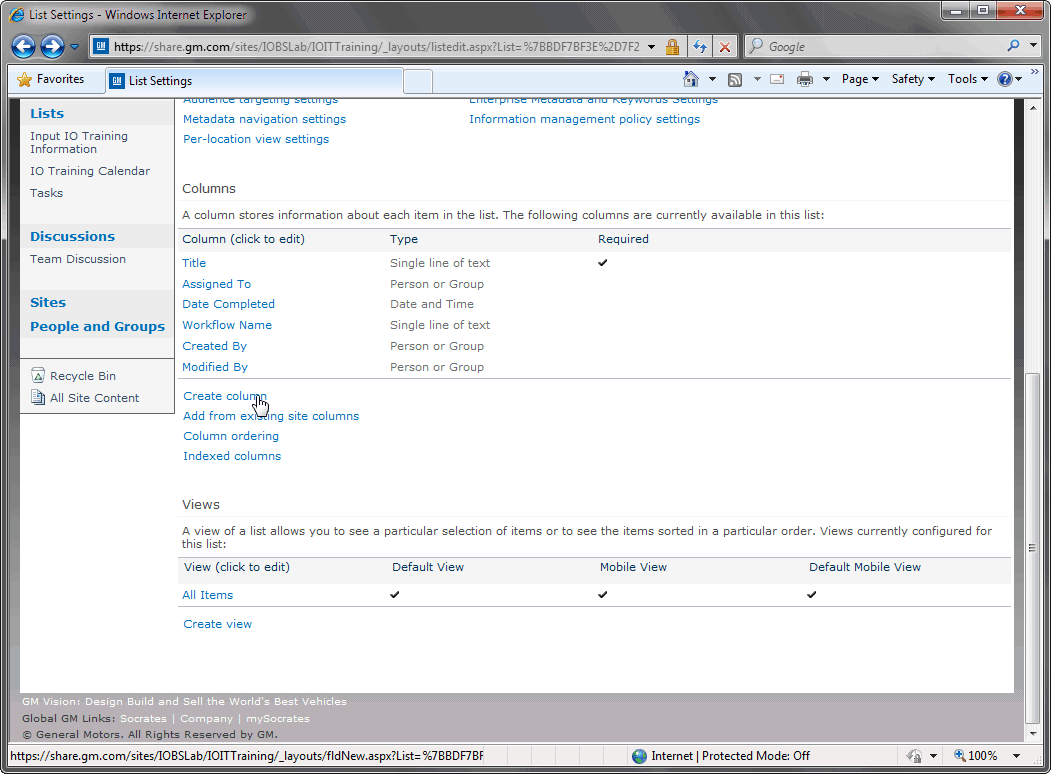 List Settings - Windows Internet Explorer
https://share.gm.com/sites/IOBSLab/IOITTraining/_layouts/listedit.aspx?List=%7BBDF7BF3E%2D7F2
Google
Favorites
GM List Settings
Page Safety Tools
Lists
Input IO Training
Information
IO Training Calendar
Tasks
Discussions
Team Discussion
Sites
People and Groups
Recycle Bin
All Site Content
Audience targeting settings Enterprise Metadata and Keywords Settings
Metadata navigation settings Information management policy settings
Per-location view settings
Columns
A column stores information about each item in the list. The following columns are currently available in this list:
Column (click to edit) Type Required
Title Single line of text
Assigned To Person or Group
Date Completed Date and Time
Workflow Name Single line of text
Created By Person or Group
Modified By Person or Group
Create column
Add from existing site columns
Column ordering
Indexed columns
Views
A view of a list allows you to see a particular selection of items or to see the items sorted in a particular order. Views currently configured for
this list:
View (click to edit) Default View Mobile View Default Mobile View
All Items
Create view
GM Vision: Design Build and Sell the World's Best Vehicles
Global GM Links: Socrates | Company | mySocrates
© General Motors. All Rights Reserved by GM.
https://share.gm.com/sites/IOBSLab/IOITTraining/_layouts/fldNew.aspx?List=%7BBDF7BF Internet | Protected Mode: Off 100%